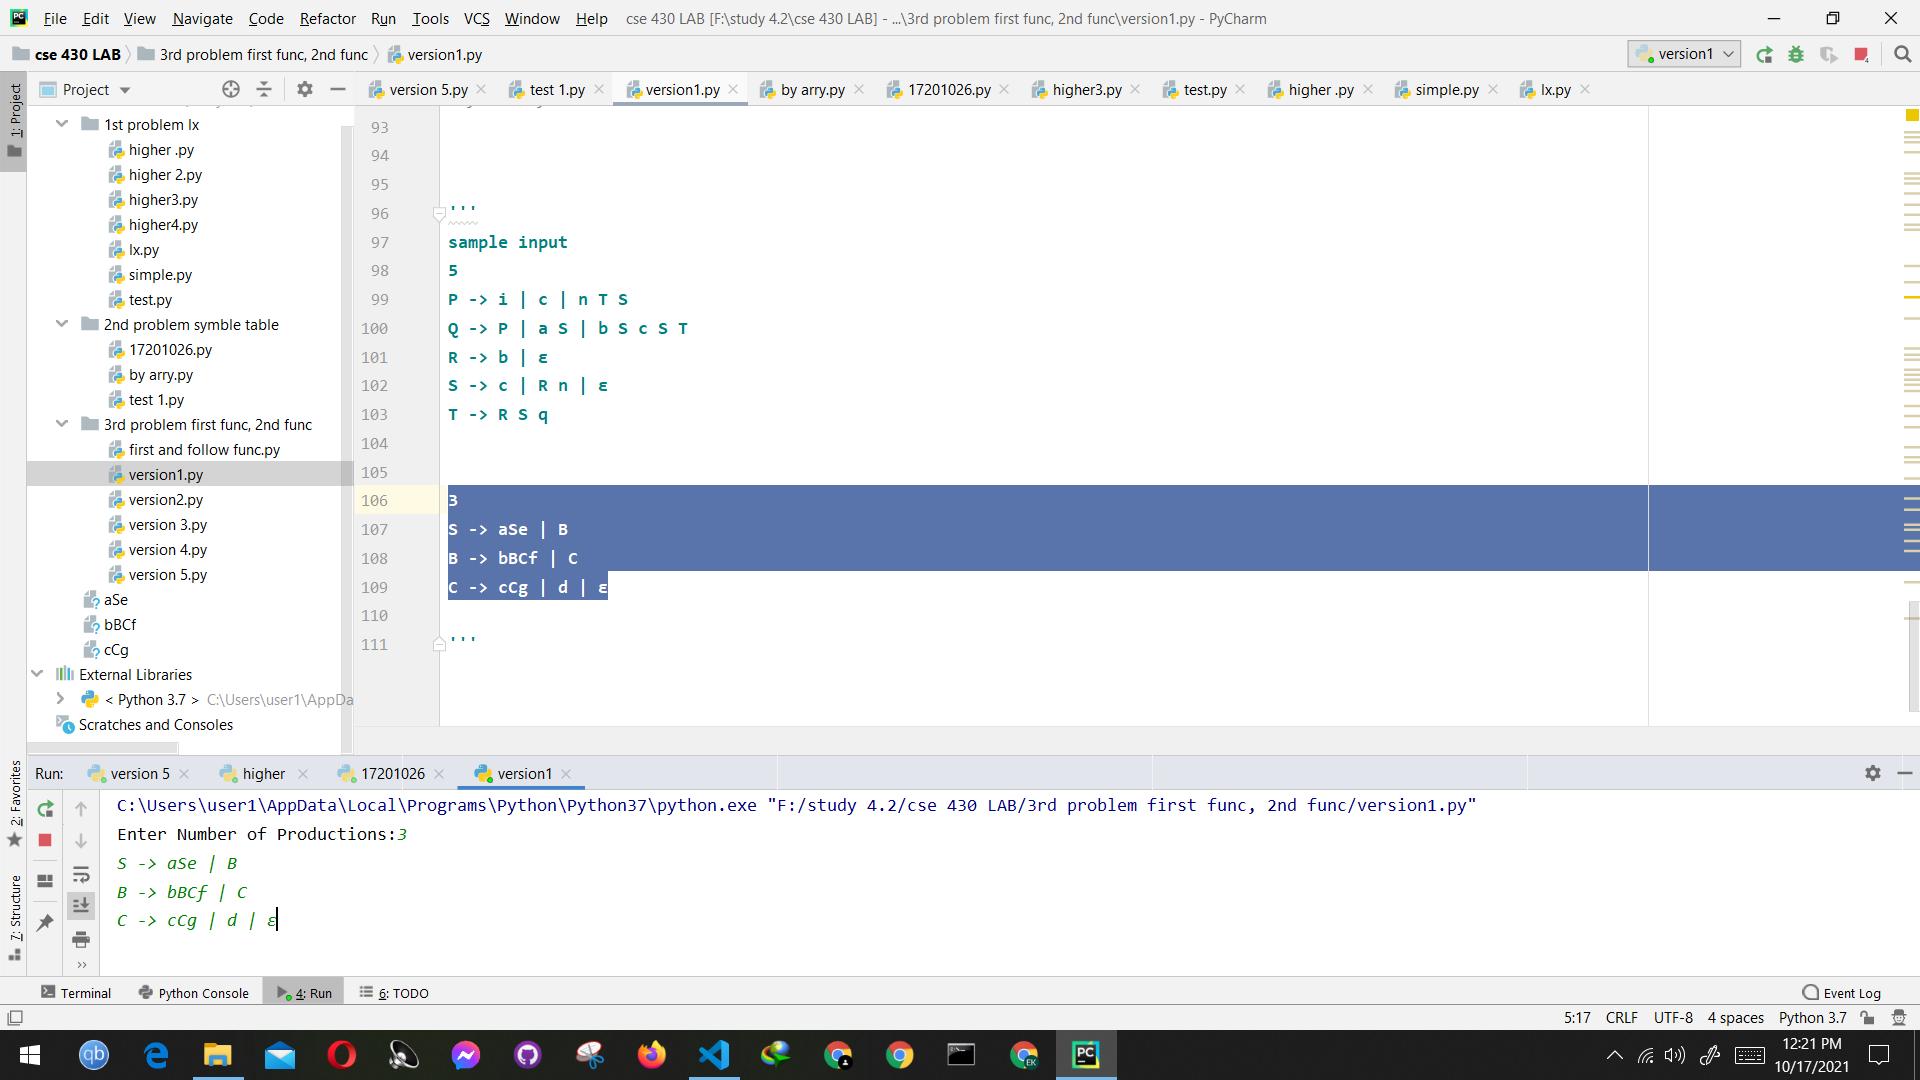 File Edit View Navigate Code Refactor Run Tools VCS Window Help cse 430 LAB [F:\study 4.2\cse 430 LAB] - ...\3rd problem first func, 2nd func\version1.py - PyCharm
cse 430 LAB 3rd problem first func, 2nd func version1.py version1
Project version 5.py test 1.py version1.py by arry.py 17201026.py higher3.py test.py higher .py simple.py lx.py
1: Project
1st problem lx
higher .py
higher 2.py
higher3.py
higher4.py
lx.py
simple.py
test.py
2nd problem symble table
17201026.py
by arry.py
test 1.py
3rd problem first func, 2nd func
first and follow func.py
version1.py
version2.py
version 3.py
version 4.py
version 5.py
aSe
bBCf
cCg
External Libraries
< Python 3.7 > C:\Users\user1\AppDa
Scratches and Consoles
93
94
95
96 '''
97 sample input
98 5
99 P -> i | c | n T S
100 Q -> P | a S | b S c S T
101 R -> b | ε
102 S -> c | R n | ε
103 T -> R S q
104
105
106 3
107 S -> aSe | B
108 B -> bBCf | C
109 C -> cCg | d | ε
110
111 '''
2: Favorites
7: Structure
Run: version 5 higher 17201026 version1
C:\Users\user1\AppData\Local\Programs\Python\Python37\python.exe "F:/study 4.2/cse 430 LAB/3rd problem first func, 2nd func/version1.py"
Enter Number of Productions:3
S -> aSe | B
B -> bBCf | C
C -> cCg | d | ε
Terminal Python Console 4: Run 6: TODO Event Log
5:17 CRLF UTF-8 4 spaces Python 3.7
12:21 PM
10/17/2021